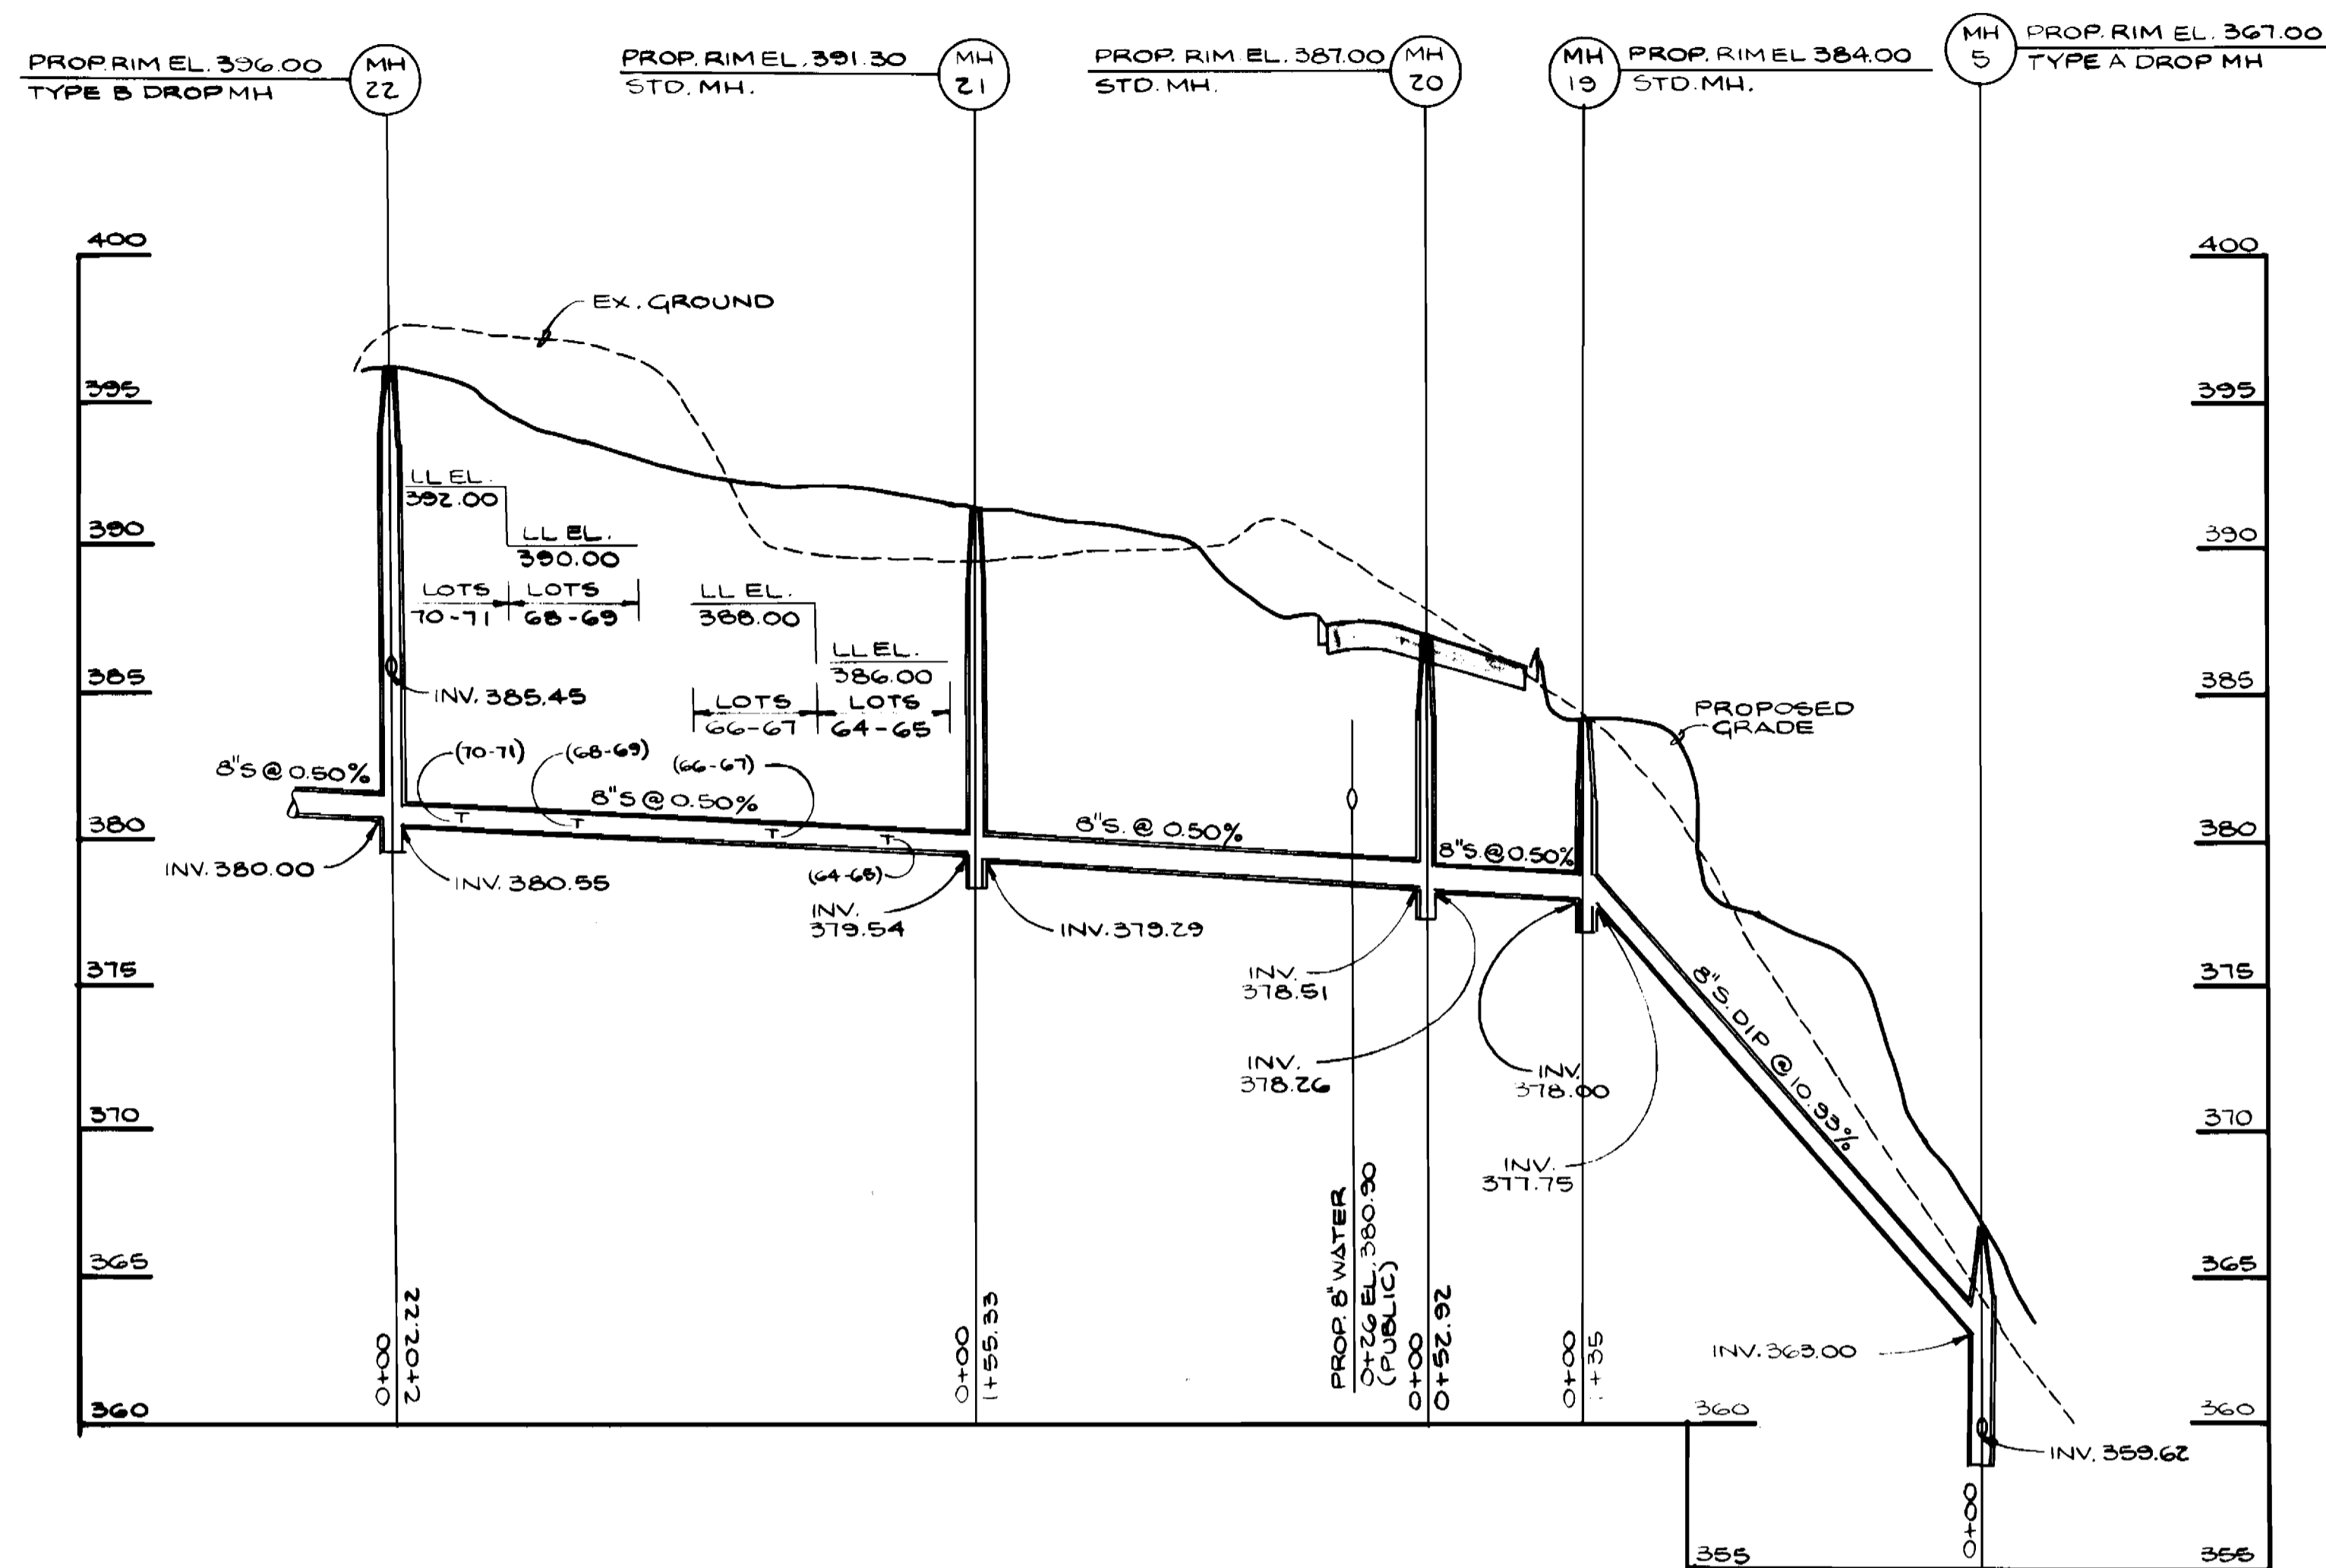 PROP. RIM EL. 396.00
TYPE B DROP MH
MH
22
PROP. RIM EL. 391.30
STD. MH.
MH
21
PROP. RIM EL. 387.00
STD. MH.
MH
20
MH
19
PROP. RIM EL 384.00
STD. MH.
MH
5
PROP. RIM EL. 367.00
TYPE A DROP MH
400
400
EX. GROUND
395
395
LL EL.
392.00
390
LL EL.
390.00
390
LOTS
70-71
LOTS
68-69
LL EL.
388.00
LL EL.
386.00
385
INV. 385.45
LOTS
66-67
LOTS
64-65
385
PROPOSED
GRADE
(70-71)
(68-69)
(66-67)
8"S @ 0.50%
8"S @ 0.50%
T
T
T
T
8"S. @ 0.50%
8"S. @ 0.50%
380
380
INV. 380.00
INV. 380.55
(64-65)
INV.
379.54
INV. 379.29
375
INV.
378.51
375
8"S. DIP @ 10.93%
INV.
378.26
INV.
378.00
370
370
INV.
377.75
365
365
PROP. 8" WATER
0+26 EL. 380.90
(PUBLIC)
0+00
2+02.22
0+00
1+55.33
0+00
0+52.92
0+00
+35
INV. 363.00
360
360
360
INV. 359.62
0+00
355
355